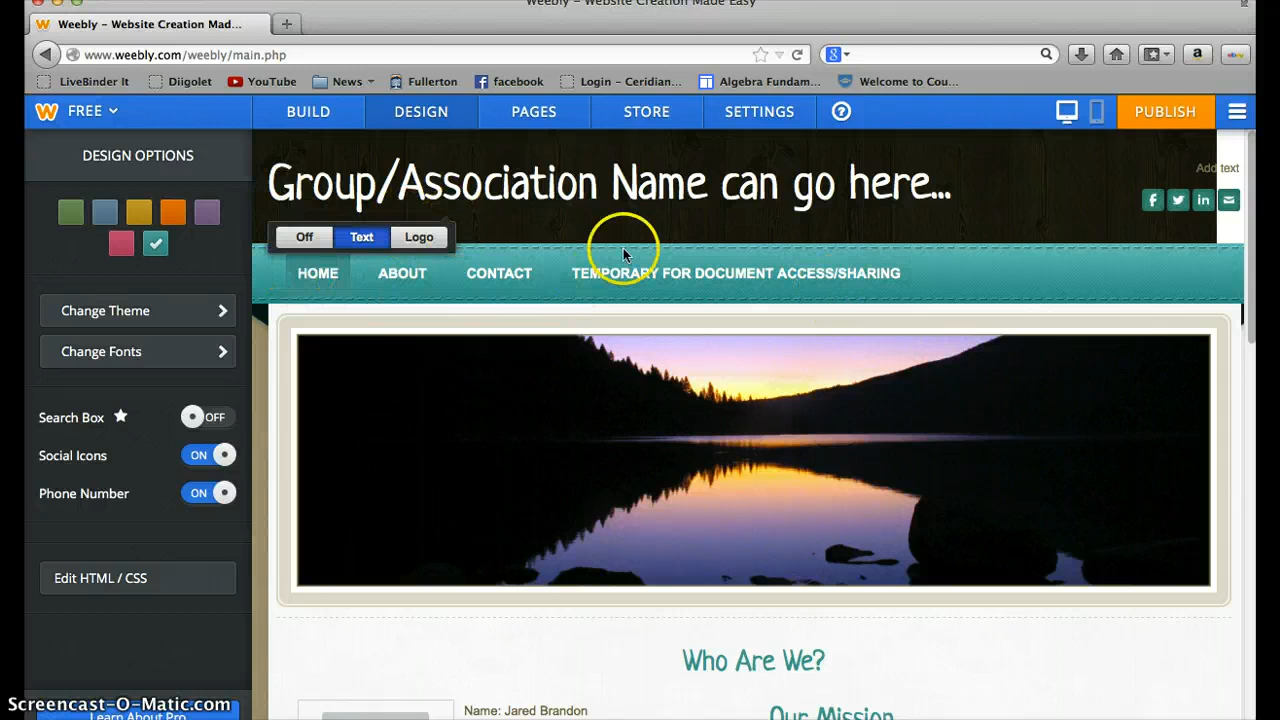 Weebly – Website Creation Made Easy
Weebly – Website Creation Mad...
www.weebly.com/weebly/main.php
LiveBinder It
Diigolet
YouTube
News
Fullerton
facebook
Login – Ceridian...
Algebra Fundam...
Welcome to Cou...
FREE
BUILD
DESIGN
PAGES
STORE
SETTINGS
PUBLISH
DESIGN OPTIONS
Group/Association Name can go here...
Add text
Off
Text
Logo
HOME
ABOUT
CONTACT
TEMPORARY FOR DOCUMENT ACCESS/SHARING
Change Theme
Change Fonts
Search Box
OFF
Social Icons
ON
Phone Number
ON
Edit HTML / CSS
Who Are We?
Name: Jared Brandon
Our Mission
Learn About Pro
Screencast-O-Matic.com